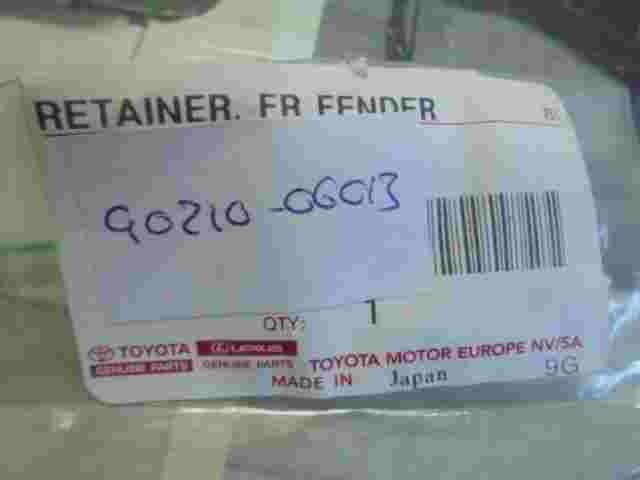 RETAINER, FR FENDER
90210-06013
QTY: 1
TOYOTA LEXUS
GENUINE PARTS GENUINE PARTS
TOYOTA MOTOR EUROPE NV/SA
MADE IN Japan 9G